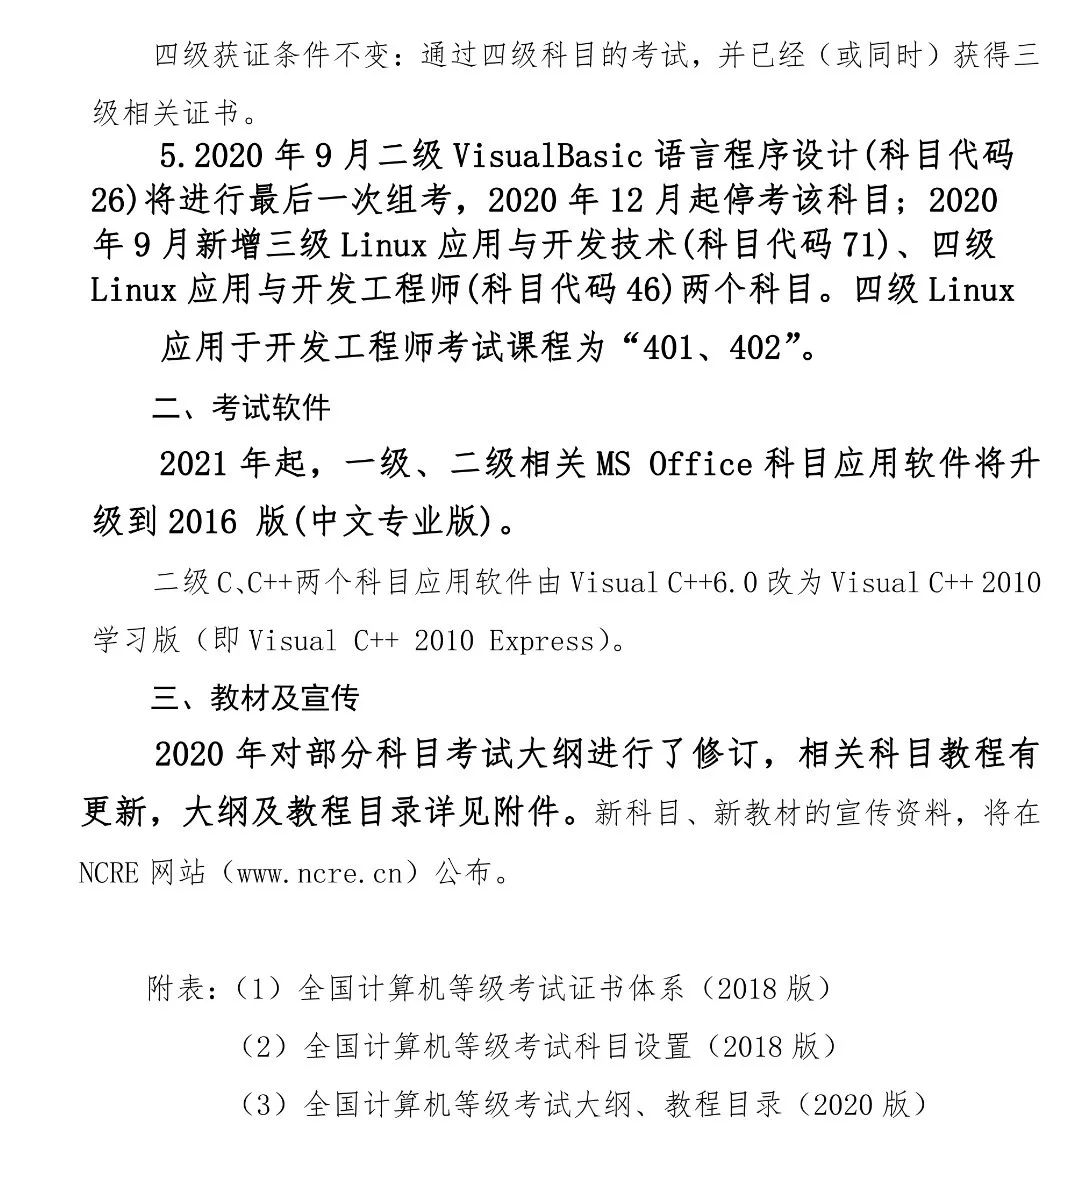 四级获证条件不变：通过四级科目的考试，并已经（或同时）获得三
级相关证书。
5.2020 年 9 月二级 VisualBasic 语言程序设计(科目代码
26)将进行最后一次组考，2020 年 12 月起停考该科目；2020
年 9 月新增三级 Linux 应用与开发技术(科目代码 71)、四级
Linux 应用与开发工程师(科目代码 46)两个科目。四级 Linux
应用于开发工程师考试课程为“401、402”。
二、考试软件
2021 年起，一级、二级相关 MS Office 科目应用软件将升
级到 2016 版(中文专业版)。
二级 C、C++两个科目应用软件由 Visual C++6.0 改为 Visual C++ 2010
学习版（即 Visual C++ 2010 Express）。
三、教材及宣传
2020 年对部分科目考试大纲进行了修订，相关科目教程有
更新，大纲及教程目录详见附件。新科目、新教材的宣传资料，将在
NCRE 网站（www.ncre.cn）公布。
附表：（1）全国计算机等级考试证书体系（2018 版）
（2）全国计算机等级考试科目设置（2018 版）
（3）全国计算机等级考试大纲、教程目录（2020 版）